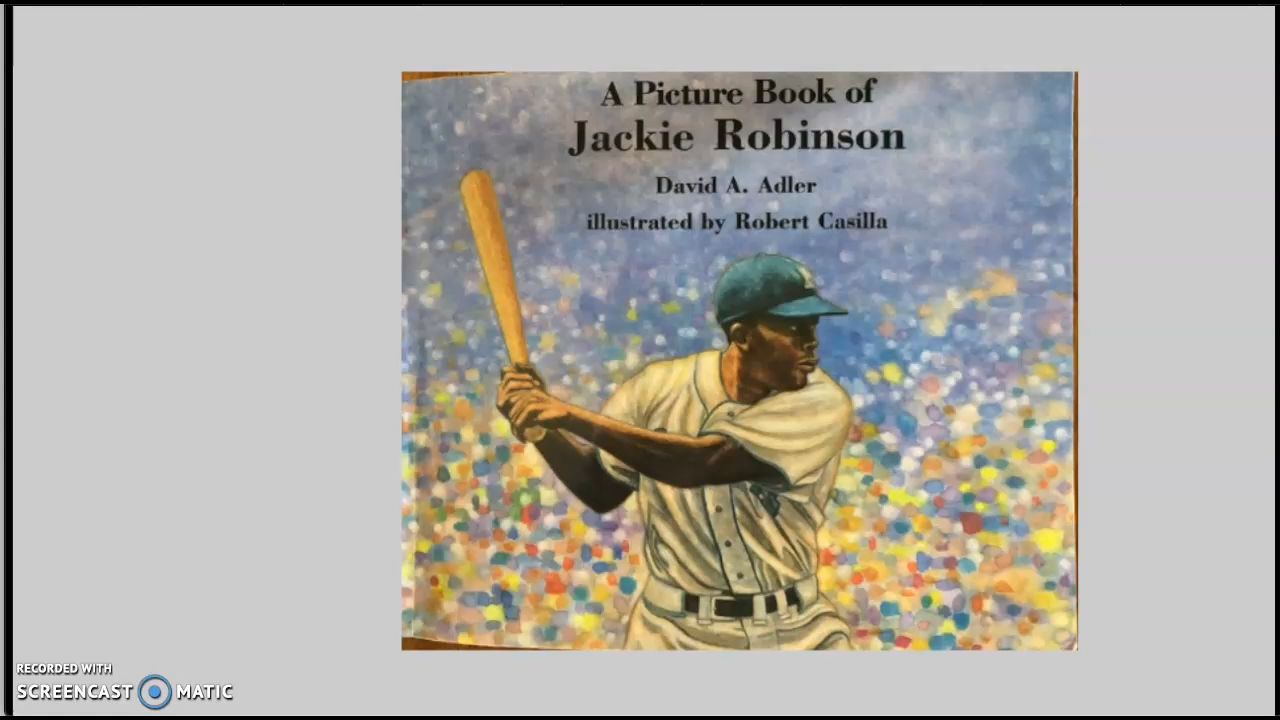 A Picture Book of
Jackie Robinson
David A. Adler
illustrated by Robert Casilla
RECORDED WITH
SCREENCAST MATIC